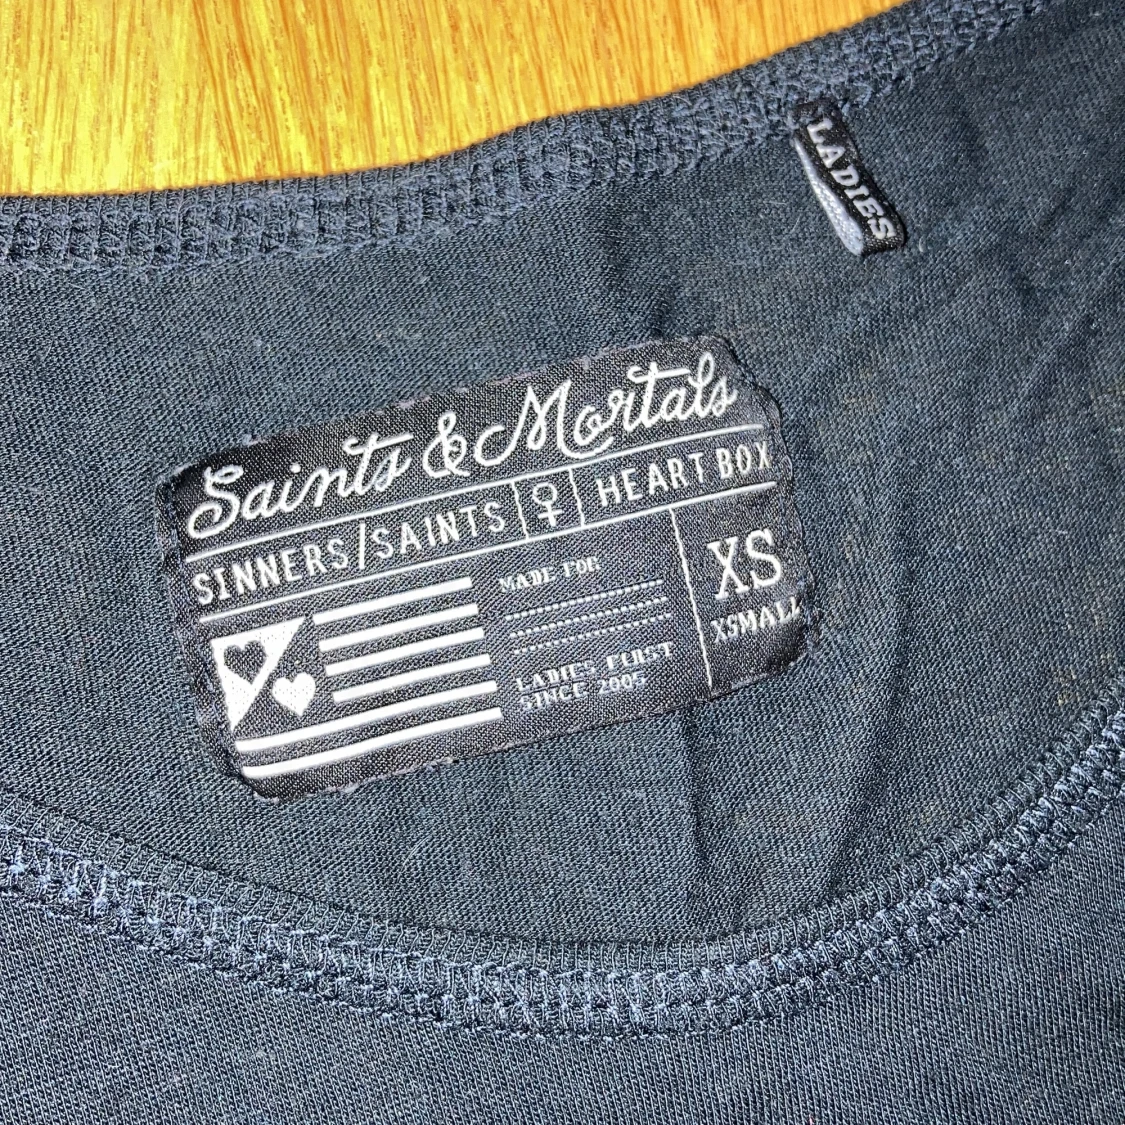 LADIES
Saints & Mortals
SINNERS/SAINTS ♀ HEART BOX
MADE FOR
LADIES FIRST
SINCE 2005
XS
XSMALL